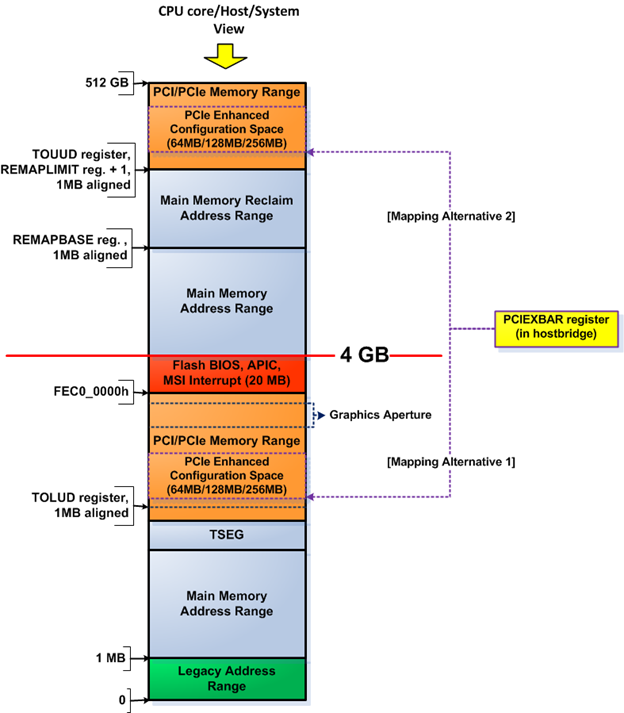 CPU core/Host/System
View
512 GB
PCI/PCIe Memory Range
PCIe Enhanced
Configuration Space
(64MB/128MB/256MB)
TOUUD register,
REMAPLIMIT reg. + 1,
1MB aligned
Main Memory Reclaim
Address Range
[Mapping Alternative 2]
REMAPBASE reg. ,
1MB aligned
Main Memory
Address Range
PCIEXBAR register
(in hostbridge)
4 GB
Flash BIOS, APIC,
MSI Interrupt (20 MB)
FEC0_0000h
Graphics Aperture
PCI/PCIe Memory Range
PCIe Enhanced
Configuration Space
(64MB/128MB/256MB)
[Mapping Alternative 1]
TOLUD register,
1MB aligned
TSEG
Main Memory
Address Range
1 MB
Legacy Address
Range
0